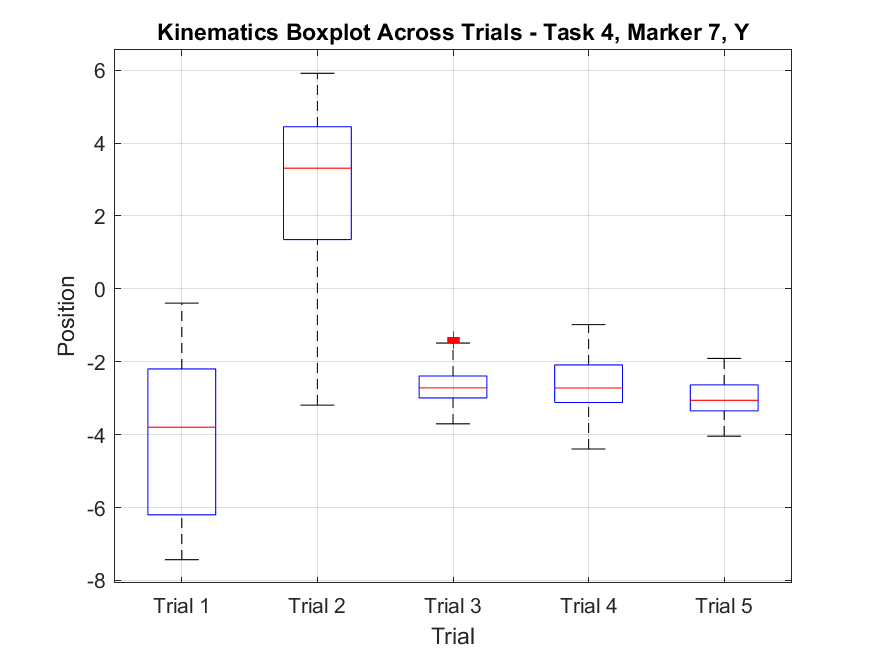 Kinematics Boxplot Across Trials - Task 4, Marker 7, Y
6
4
2
0
-2
-4
-6
-8
Position
Trial 1 Trial 2 Trial 3 Trial 4 Trial 5
Trial